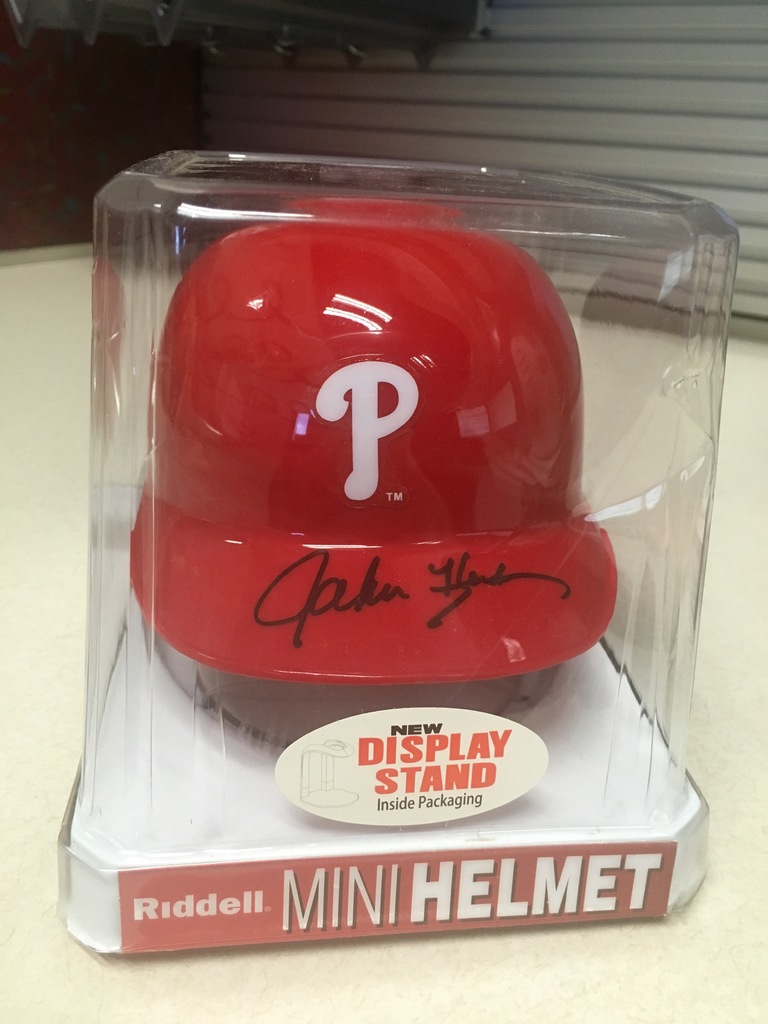 P
TM
NEW
DISPLAY
STAND
Inside Packaging
Riddell MINI HELMET